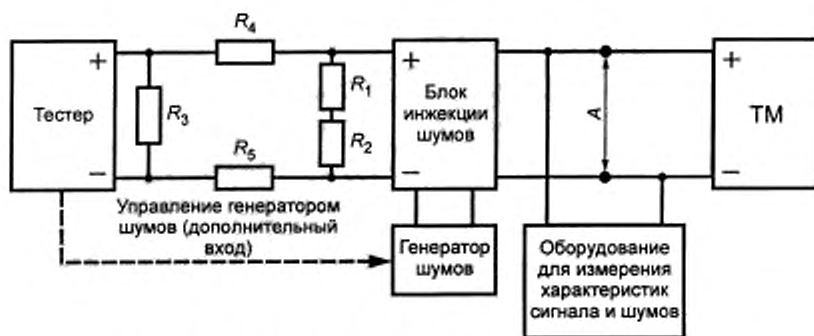 R4
+
+
+
R1
Тестер
R3
Блок
инжекции
шумов
A
ТМ
R2
R5
−
−
−
Управление генератором
шумов (дополнительный
вход)
Генератор
шумов
Оборудование
для измерения
характеристик
сигнала и шумов